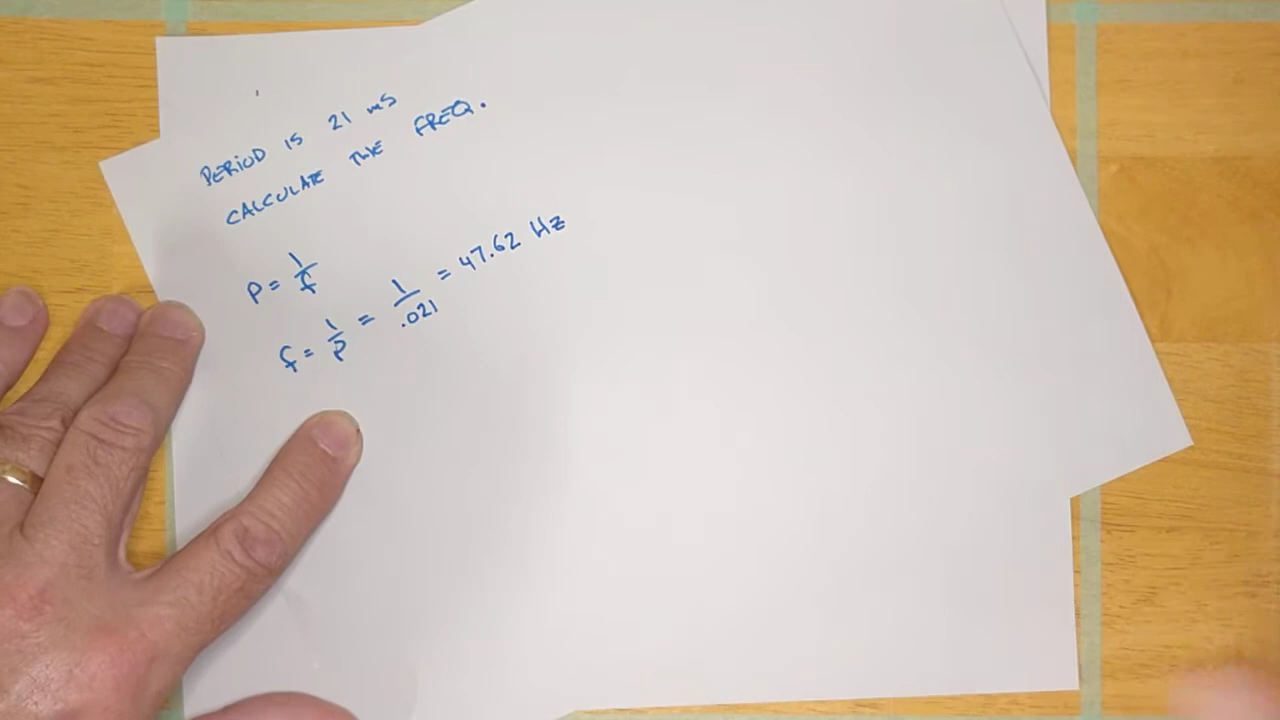 PERIOD IS 21 mS
CALCULATE THE FREQ.
P = 1/f
f = 1/P = 1/.021 = 47.62 Hz